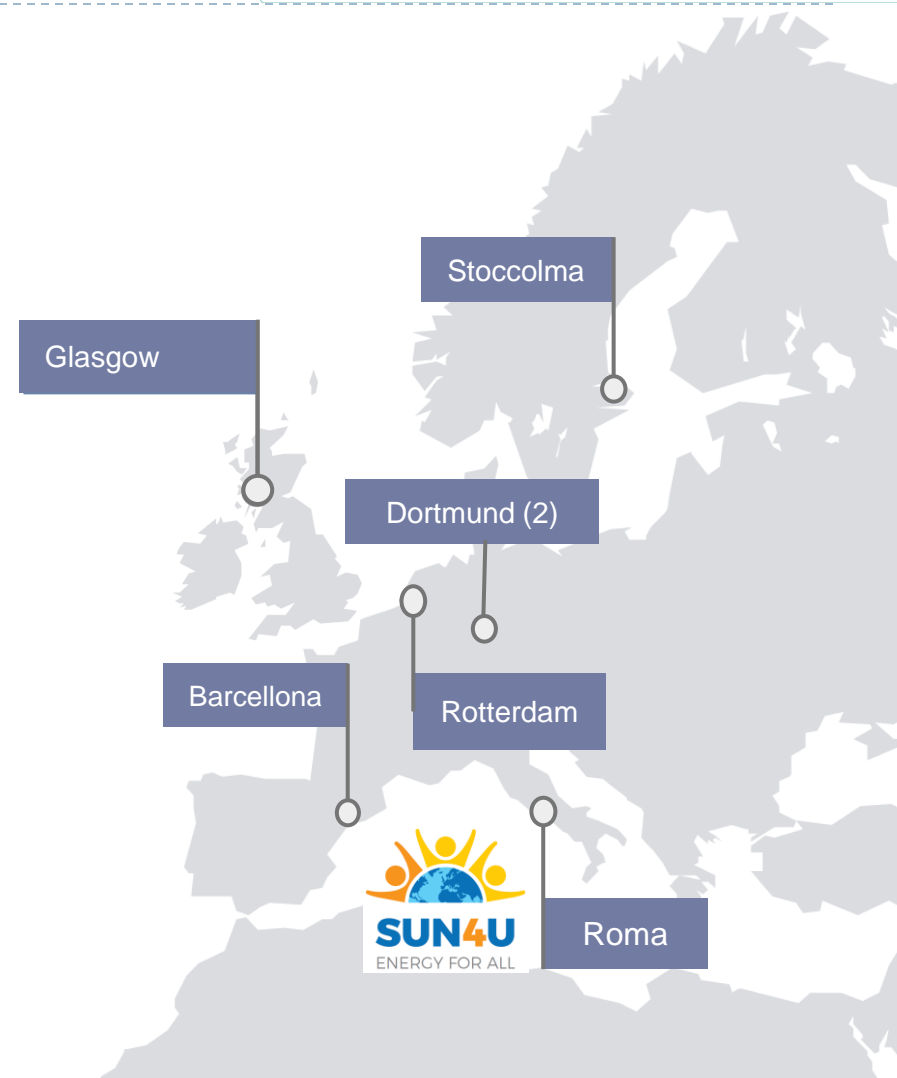 Stoccolma
Glasgow
Dortmund (2)
Barcellona
Rotterdam
SUN4U
ENERGY FOR ALL
Roma